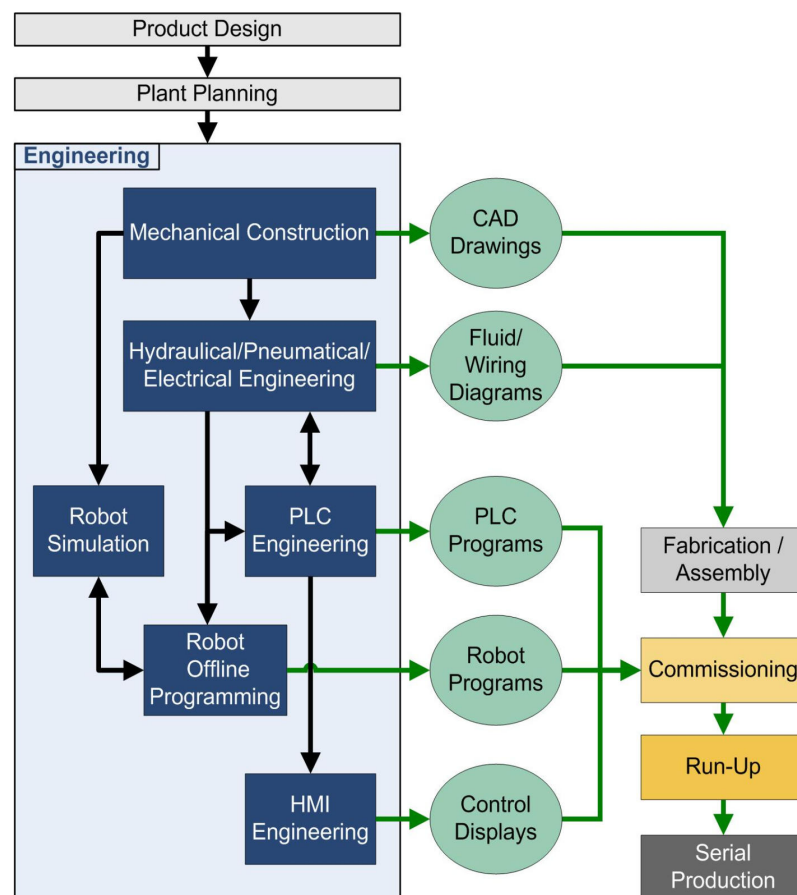 Product Design
Plant Planning
Engineering
Mechanical Construction
CAD
Drawings
Hydraulical/Pneumatical/
Electrical Engineering
Fluid/
Wiring
Diagrams
Robot
Simulation
PLC
Engineering
PLC
Programs
Fabrication /
Assembly
Robot
Offline
Programming
Robot
Programs
Commissioning
Run-Up
HMI
Engineering
Control
Displays
Serial
Production